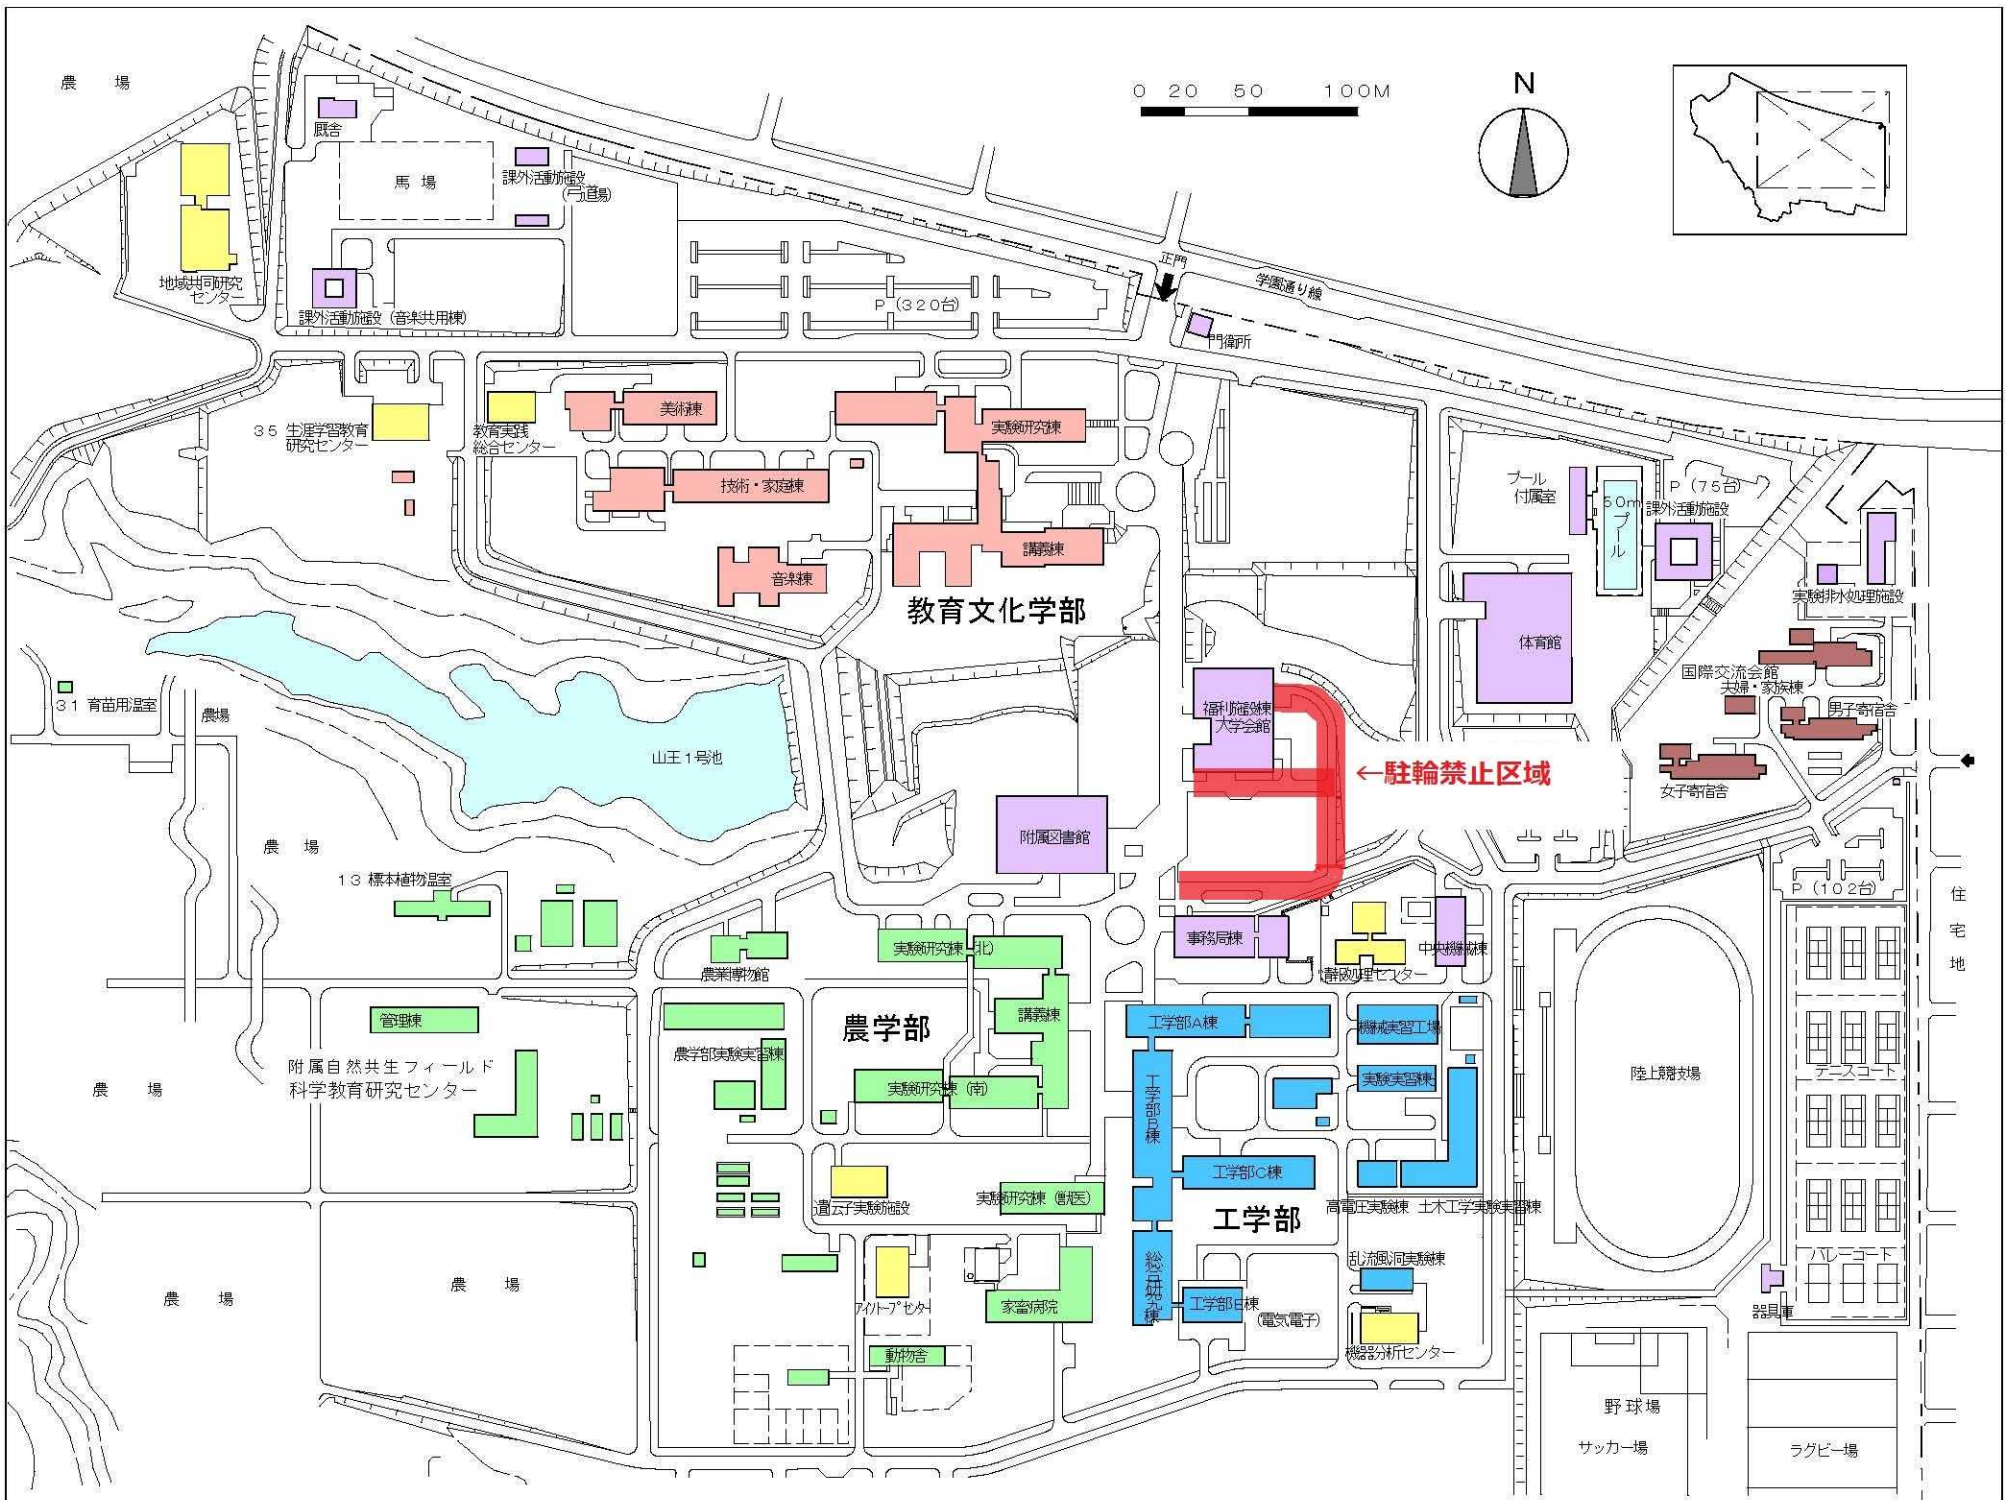 農　場
0　20　50　100M
N
厩舎
馬場
課外活動施設
(弓道場)
地域共同研究
センター
課外活動施設(音楽共用棟)
P(320台)
正門
学園通り線
門衛所
35 生涯学習教育
研究センター
教育実践
総合センター
美術棟
実験研究棟
技術・家庭棟
講義棟
音楽棟
教育文化学部
プール
付属室
50m
プール
P(75台)
課外活動施設
体育館
実験排水処理施設
国際交流会館
夫婦・家族棟
男子寄宿舎
女子寄宿舎
31 育苗用温室
農場
山王1号池
福利施設棟
大学会館
←駐輪禁止区域
附属図書館
農　場
13 標本植物温室
P(102台)
住宅地
実験研究棟(北)
事務局棟
中央機械棟
農業博物館
情報処理センター
管理棟
講義棟
農学部
工学部A棟
機械実習工場
農学部実験実習棟
附属自然共生フィールド
科学教育研究センター
農　場
実験研究棟(南)
工学部B棟
実験実習棟
陸上競技場
テニスコート
工学部C棟
遺伝子実験施設
実験研究棟(獣医)
工学部
高電圧実験棟
土木工学実験実習棟
農　場
農　場
総合研究棟
乱流風洞実験棟
バレーコート
アイソトープセンター
家畜病院
工学部E棟
(電気電子)
器具庫
機器分析センター
動物舎
野球場
サッカー場
ラグビー場